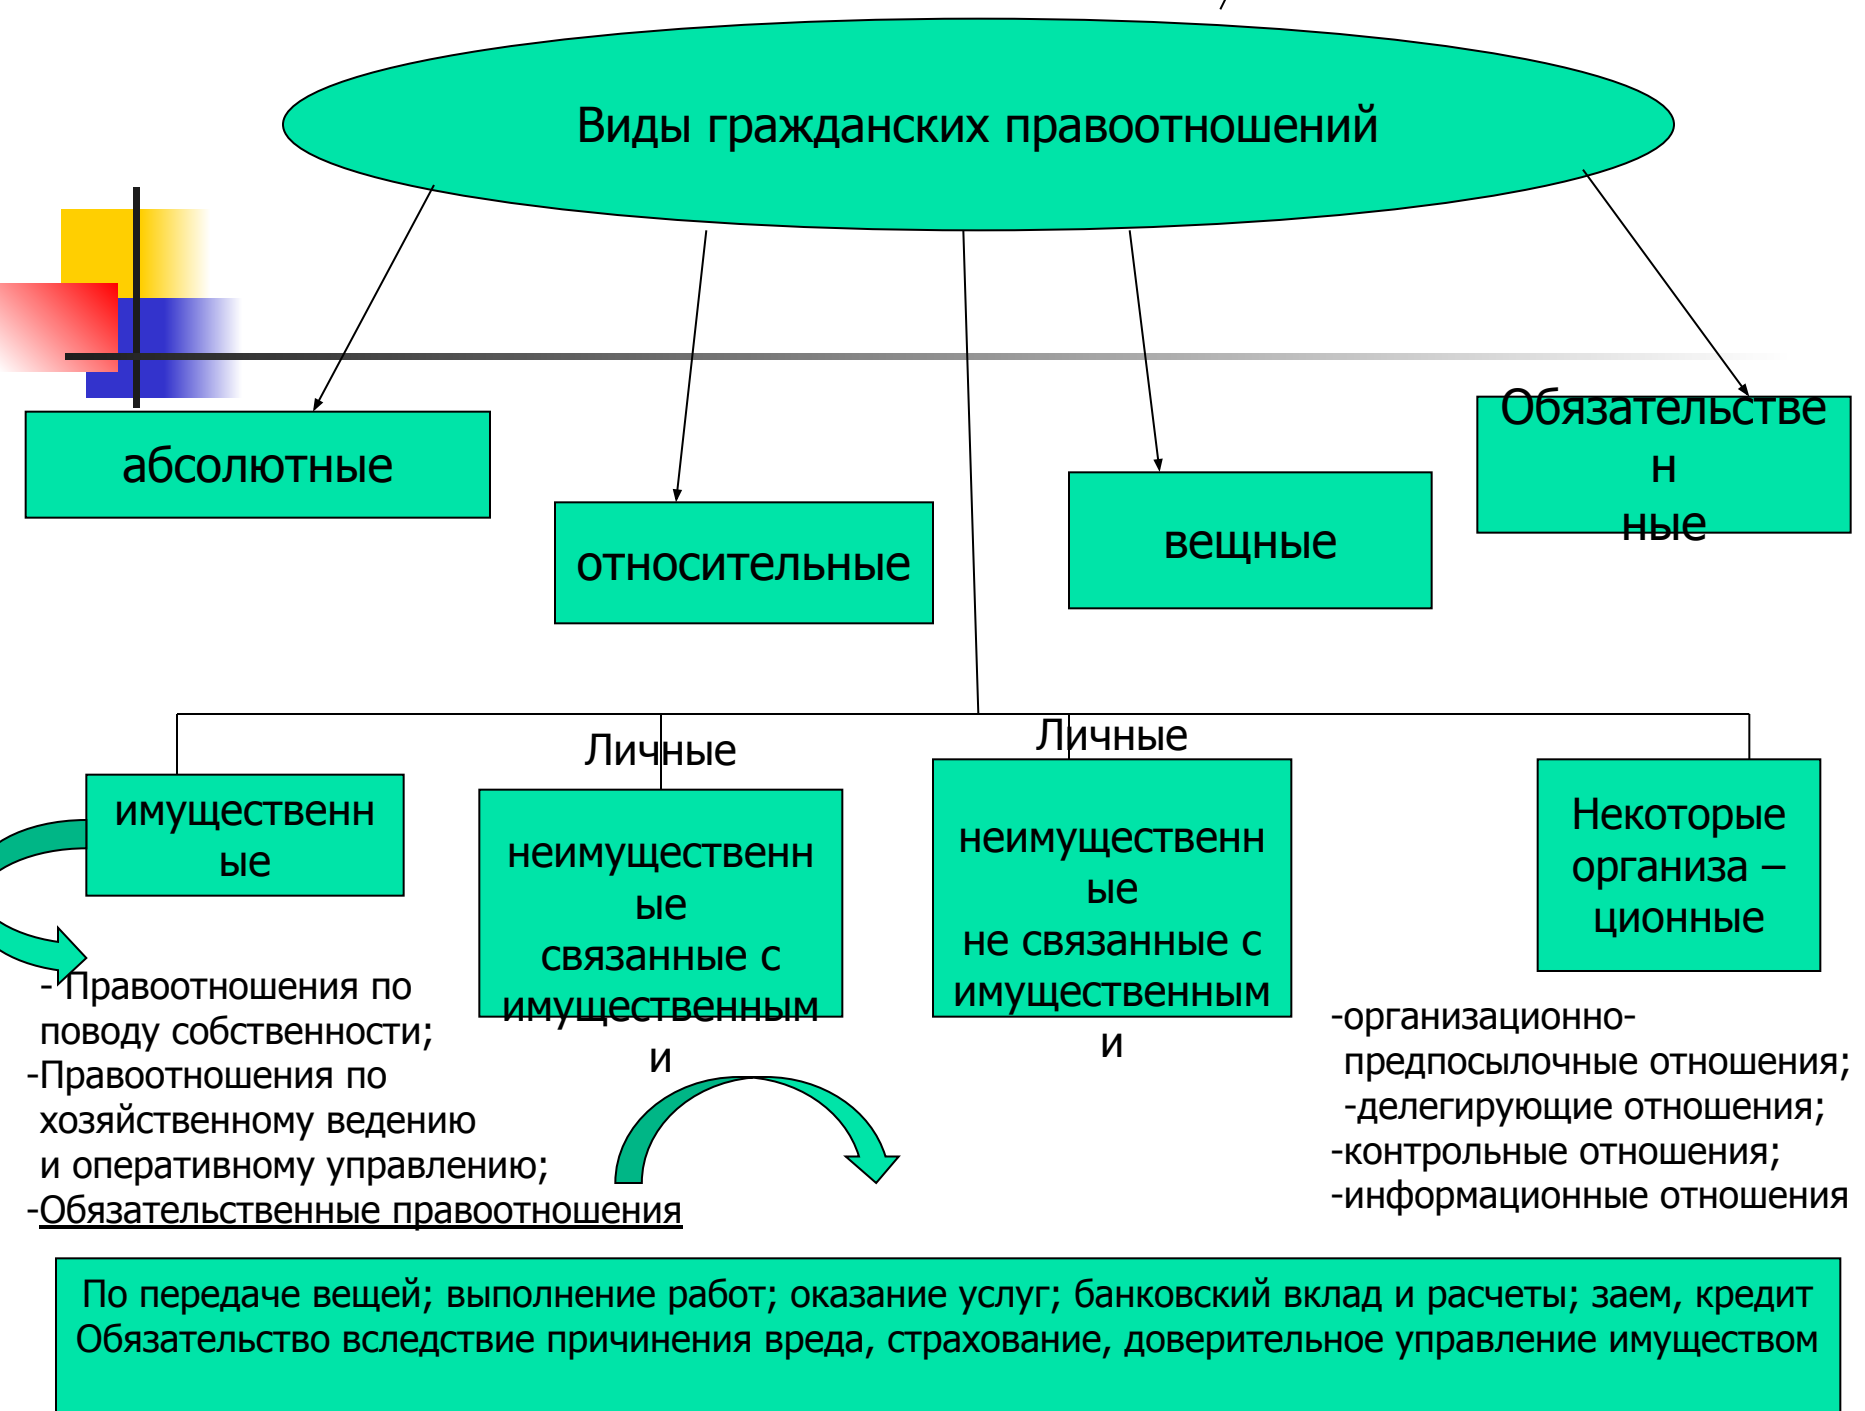 Виды гражданских правоотношений
абсолютные
относительные
вещные
Обязательстве
н
ные
имущественн
ые
Личные
неимущественн
ые
связанные с
имущественным
и
Личные
неимущественн
ые
не связанные с
имущественным
и
Некоторые
организа –
ционные
- Правоотношения по
поводу собственности;
-Правоотношения по
хозяйственному ведению
и оперативному управлению;
-Обязательственные правоотношения
-организационно-
предпосылочные отношения;
-делегирующие отношения;
-контрольные отношения;
-информационные отношения
По передаче вещей; выполнение работ; оказание услуг; банковский вклад и расчеты; заем, кредит
Обязательство вследствие причинения вреда, страхование, доверительное управление имуществом